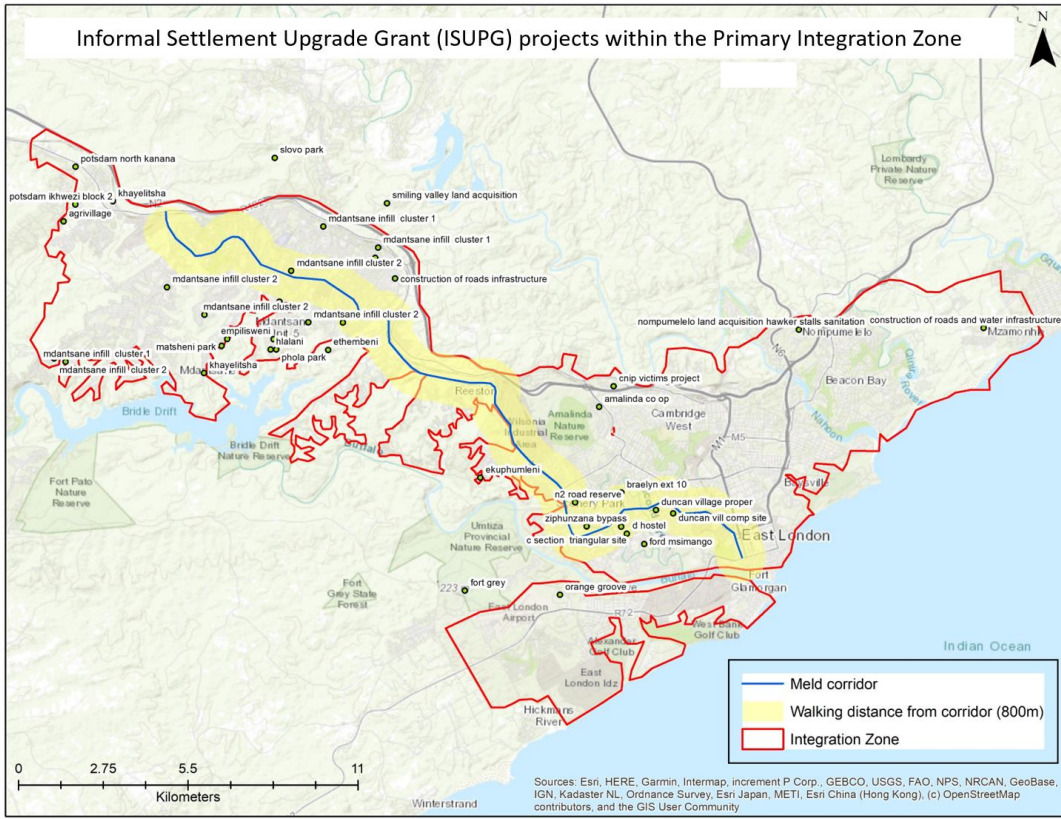 Informal Settlement Upgrade Grant (ISUPG) projects within the Primary Integration Zone
N
slovo park
potsdam north kanana
Lombardy
Private Nature
Reserve
potsdam ikhwezi block 2
khayelitsha
N2
agrivillage
smiling valley land acquisition
mdantsane infill cluster 1
mdantsane infill cluster 1
mdantsane infill cluster 2
construction of roads infrastructure
mdantsane infill cluster 2
mdantsane infill cluster 2
mdantsane infill cluster 2
Unit 5
empilisweni
matsheni park
hlalani
ethembeni
phola park
mdantsane infill cluster 1
mdantsane infill cluster 2
khayelitsha
nompumelelo land acquisition hawker stalls sanitation
construction of roads and water infrastructure
Nompumelelo
N6
Beacon Bay
Nahoon
cnip victims project
amalinda co op
Reeston
Amalinda
Nature
Reserve
Cambridge
West
M4
M5
Bridle Drift
Bridle Drift
Nature Reserve
Buffalo
Fort Pato
Nature
Reserve
ekuphumleni
braelyn ext 10
n2 road reserve
duncan village proper
duncan vill comp site
ziphunzana bypass
d hostel
c section triangular site
ford msimango
East London
Umtiza
Provincial
Nature Reserve
Fort
Grey State
Forest
223
fort grey
orange groove
Fort
Glamorgan
East London
Airport
R72
West Bank
Golf Club
Alexander
Golf Club
East
London Idz
Hickmans
River
Indian Ocean
Winterstrand
Meld corridor
Walking distance from corridor (800m)
Integration Zone
0 2.75 5.5 11
Kilometers
Sources: Esri, HERE, Garmin, Intermap, increment P Corp., GEBCO, USGS, FAO, NPS, NRCAN, GeoBase,
IGN, Kadaster NL, Ordnance Survey, Esri Japan, METI, Esri China (Hong Kong), (c) OpenStreetMap
contributors, and the GIS User Community